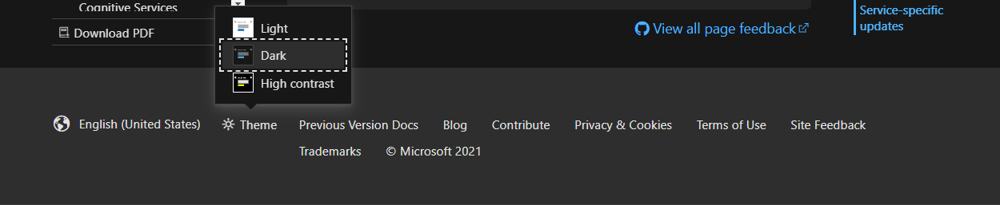 Cognitive Services
Download PDF
Light
Dark
High contrast
View all page feedback
Service-specific
updates
English (United States)
Theme
Previous Version Docs
Blog
Contribute
Privacy & Cookies
Terms of Use
Site Feedback
Trademarks
© Microsoft 2021